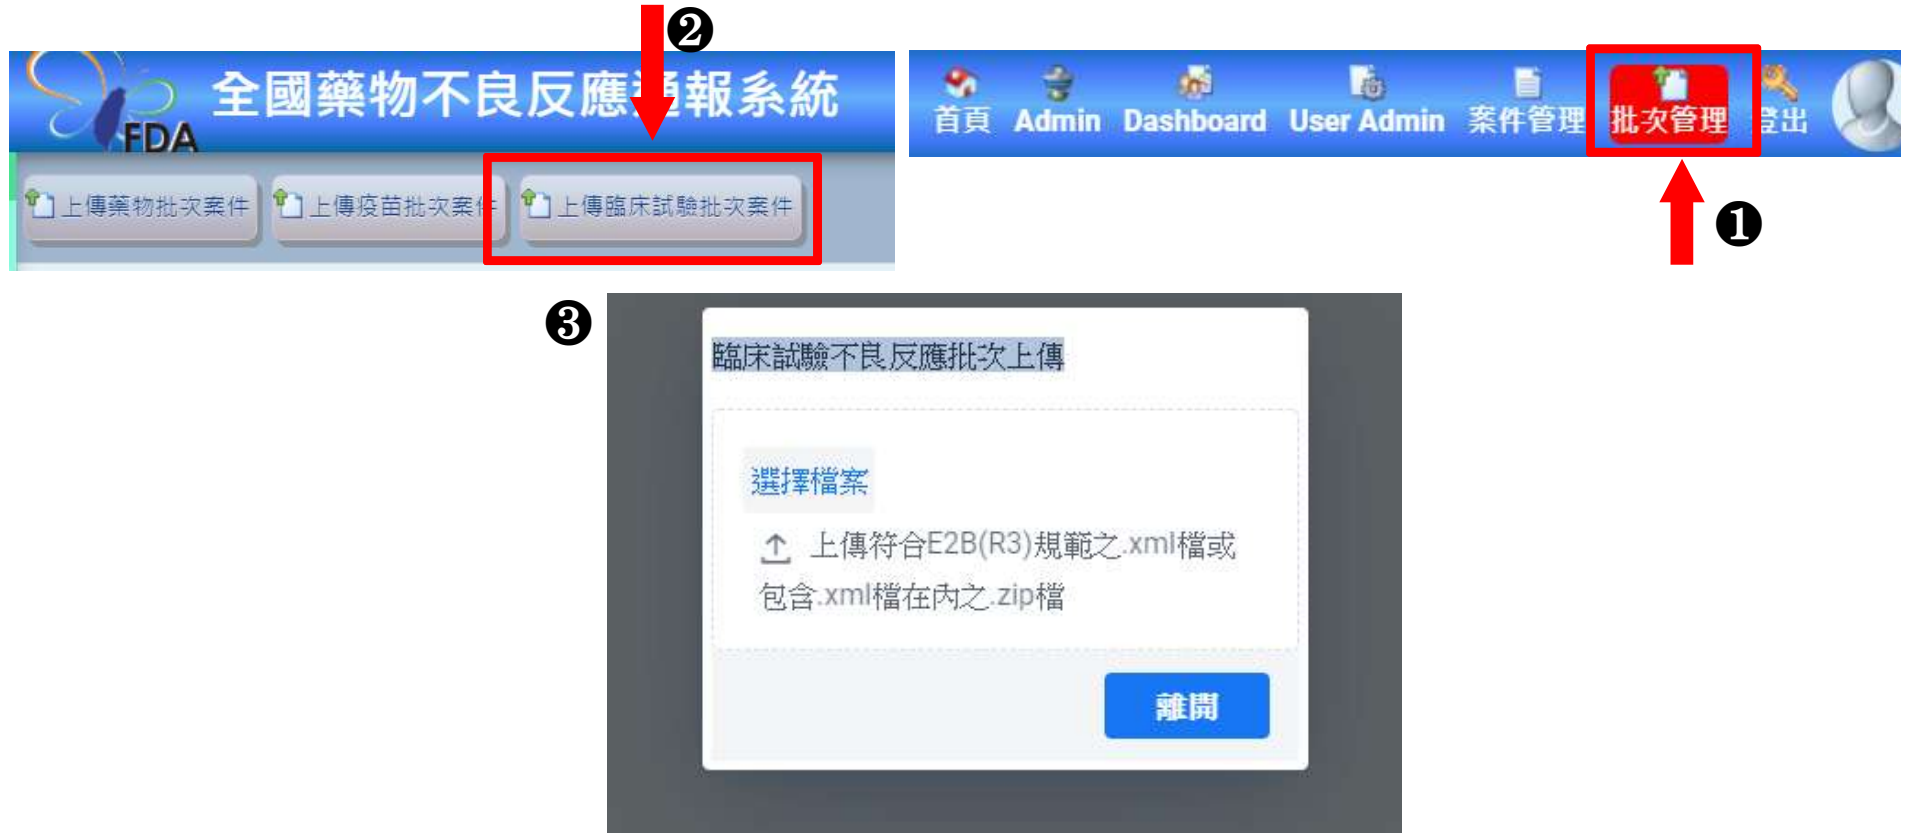 ❷
全國藥物不良反應通報系統
FDA
上傳藥物批次案件 上傳疫苗批次案件 上傳臨床試驗批次案件
首頁 Admin Dashboard User Admin 案件管理 批次管理 登出
❶
❸
臨床試驗不良反應批次上傳
選擇檔案
上傳符合E2B(R3)規範之.xml檔或
包含.xml檔在內之.zip檔
離開